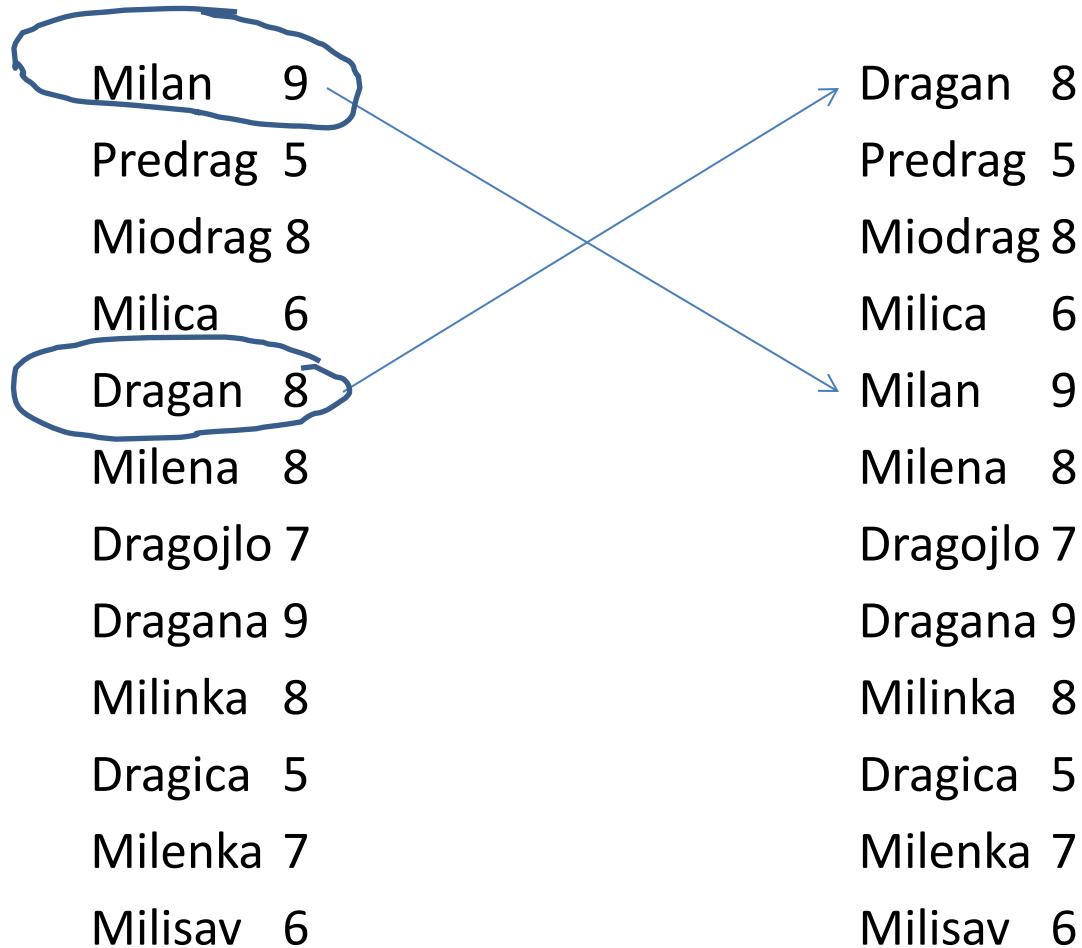 Milan 9 Dragan 8
Predrag 5 Predrag 5
Miodrag 8 Miodrag 8
Milica 6 Milica 6
Dragan 8 Milan 9
Milena 8 Milena 8
Dragojlo 7 Dragojlo 7
Dragana 9 Dragana 9
Milinka 8 Milinka 8
Dragica 5 Dragica 5
Milenka 7 Milenka 7
Milisav 6 Milisav 6